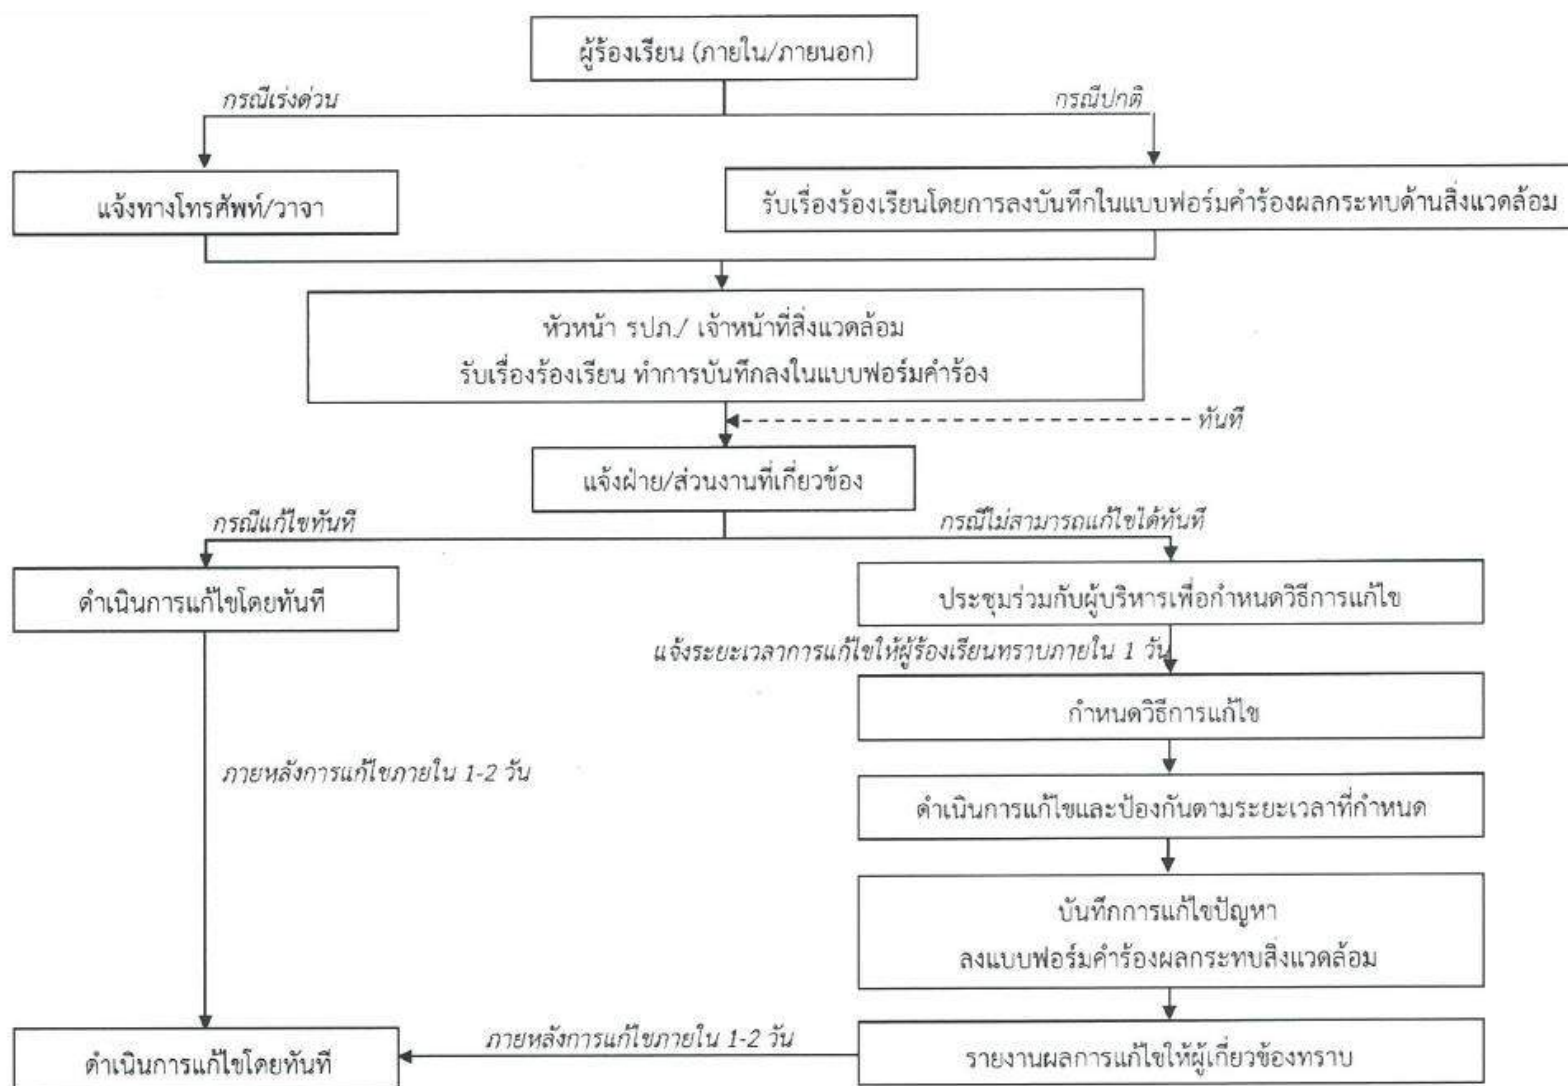 ผู้ร้องเรียน (ภายใน/ภายนอก)
กรณีเร่งด่วน
กรณีปกติ
แจ้งทางโทรศัพท์/วาจา
รับเรื่องร้องเรียนโดยการลงบันทึกในแบบฟอร์มคำร้องผลกระทบด้านสิ่งแวดล้อม
หัวหน้า รปภ./ เจ้าหน้าที่สิ่งแวดล้อม
รับเรื่องร้องเรียน ทำการบันทึกลงในแบบฟอร์มคำร้อง
ทันที
แจ้งฝ่าย/ส่วนงานที่เกี่ยวข้อง
กรณีแก้ไขทันที
กรณีไม่สามารถแก้ไขได้ทันที
ดำเนินการแก้ไขโดยทันที
ประชุมร่วมกับผู้บริหารเพื่อกำหนดวิธีการแก้ไข
แจ้งระยะเวลาการแก้ไขให้ผู้ร้องเรียนทราบภายใน 1 วัน
กำหนดวิธีการแก้ไข
ภายหลังการแก้ไขภายใน 1-2 วัน
ดำเนินการแก้ไขและป้องกันตามระยะเวลาที่กำหนด
บันทึกการแก้ไขปัญหา
ลงแบบฟอร์มคำร้องผลกระทบสิ่งแวดล้อม
ภายหลังการแก้ไขภายใน 1-2 วัน
ดำเนินการแก้ไขโดยทันที
รายงานผลการแก้ไขให้ผู้เกี่ยวข้องทราบ